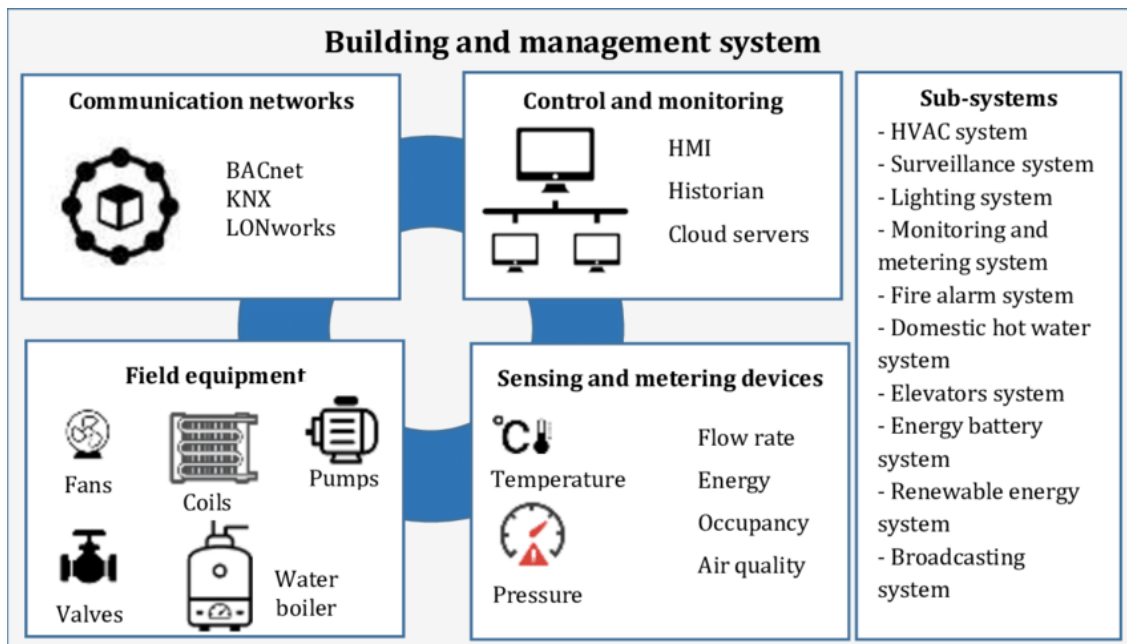 Building and management system
Communication networks
BACnet
KNX
LONworks
Control and monitoring
HMI
Historian
Cloud servers
Field equipment
Fans
Coils
Pumps
Valves
Water
boiler
Sensing and metering devices
°C
Temperature
Pressure
Flow rate
Energy
Occupancy
Air quality
Sub-systems
- HVAC system
- Surveillance system
- Lighting system
- Monitoring and
metering system
- Fire alarm system
- Domestic hot water
system
- Elevators system
- Energy battery
system
- Renewable energy
system
- Broadcasting
system